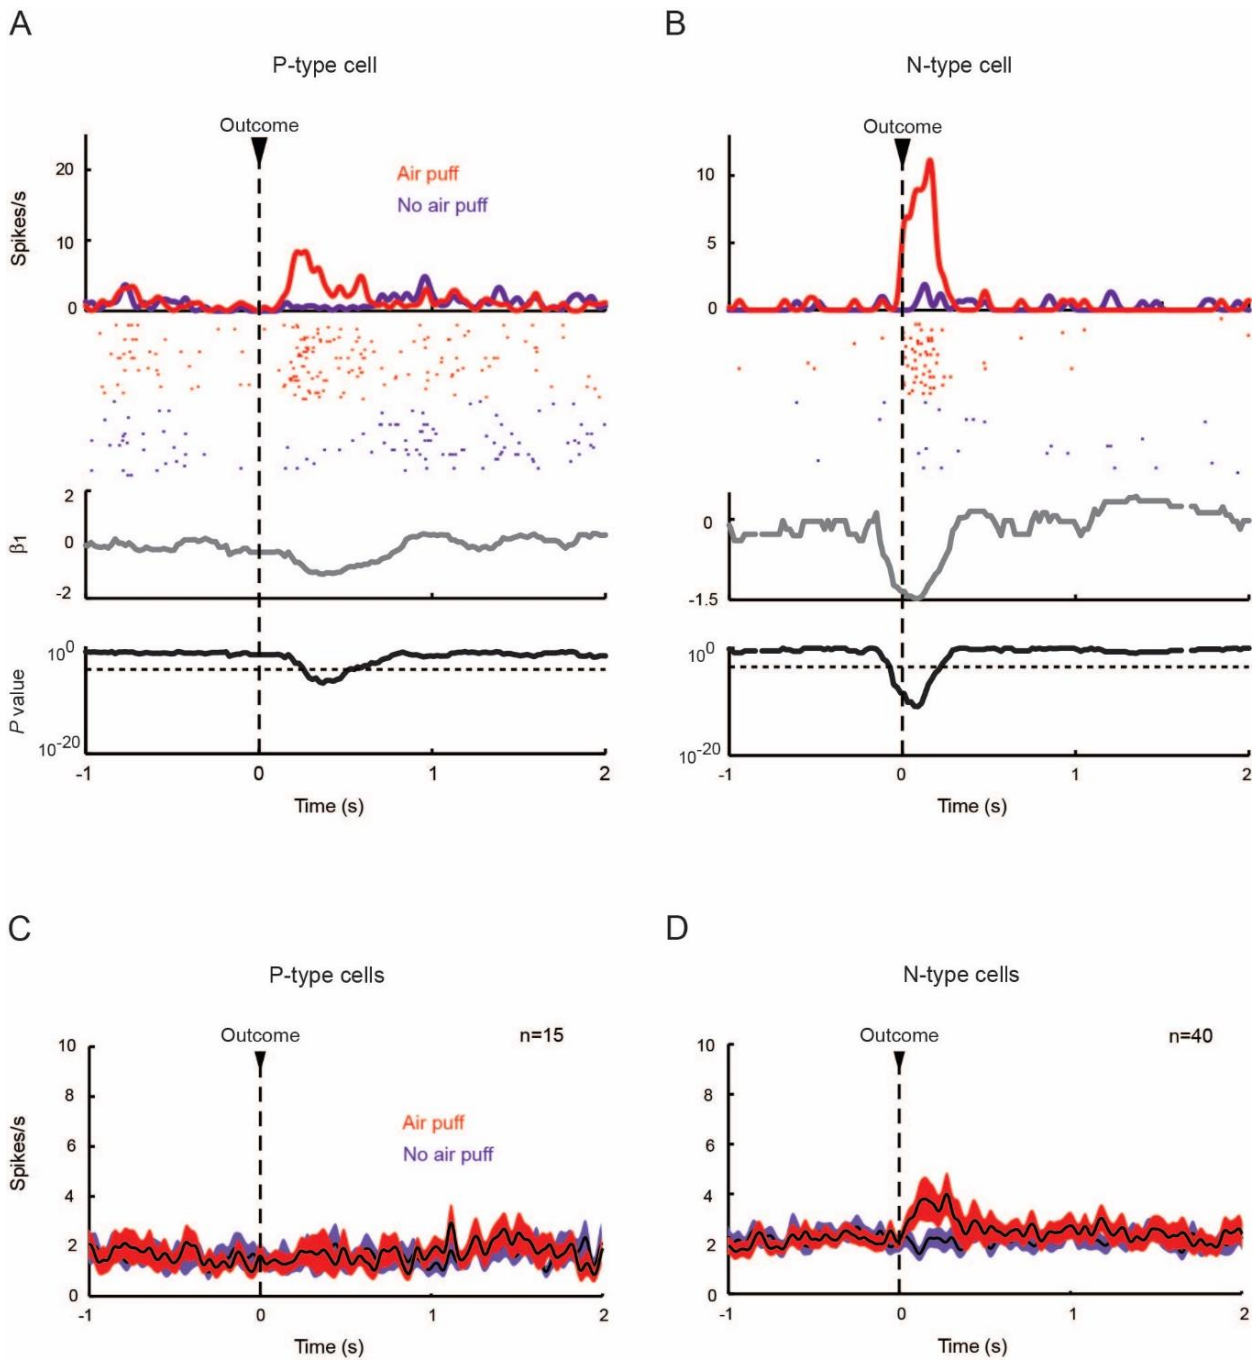 A
P-type cell
Outcome
Air puff
No air puff
Spikes/s
20
10
0
2
0
-2
β1
10⁰
10⁻²⁰
P value
-1 0 1 2
Time (s)
B
N-type cell
Outcome
10
5
0
0
-1.5
10⁰
10⁻²⁰
-1 0 1 2
Time (s)
C
P-type cells
Outcome
n=15
Air puff
No air puff
Spikes/s
10
8
6
4
2
0
-1 0 1 2
Time (s)
D
N-type cells
Outcome
n=40
10
8
6
4
2
0
-1 0 1 2
Time (s)